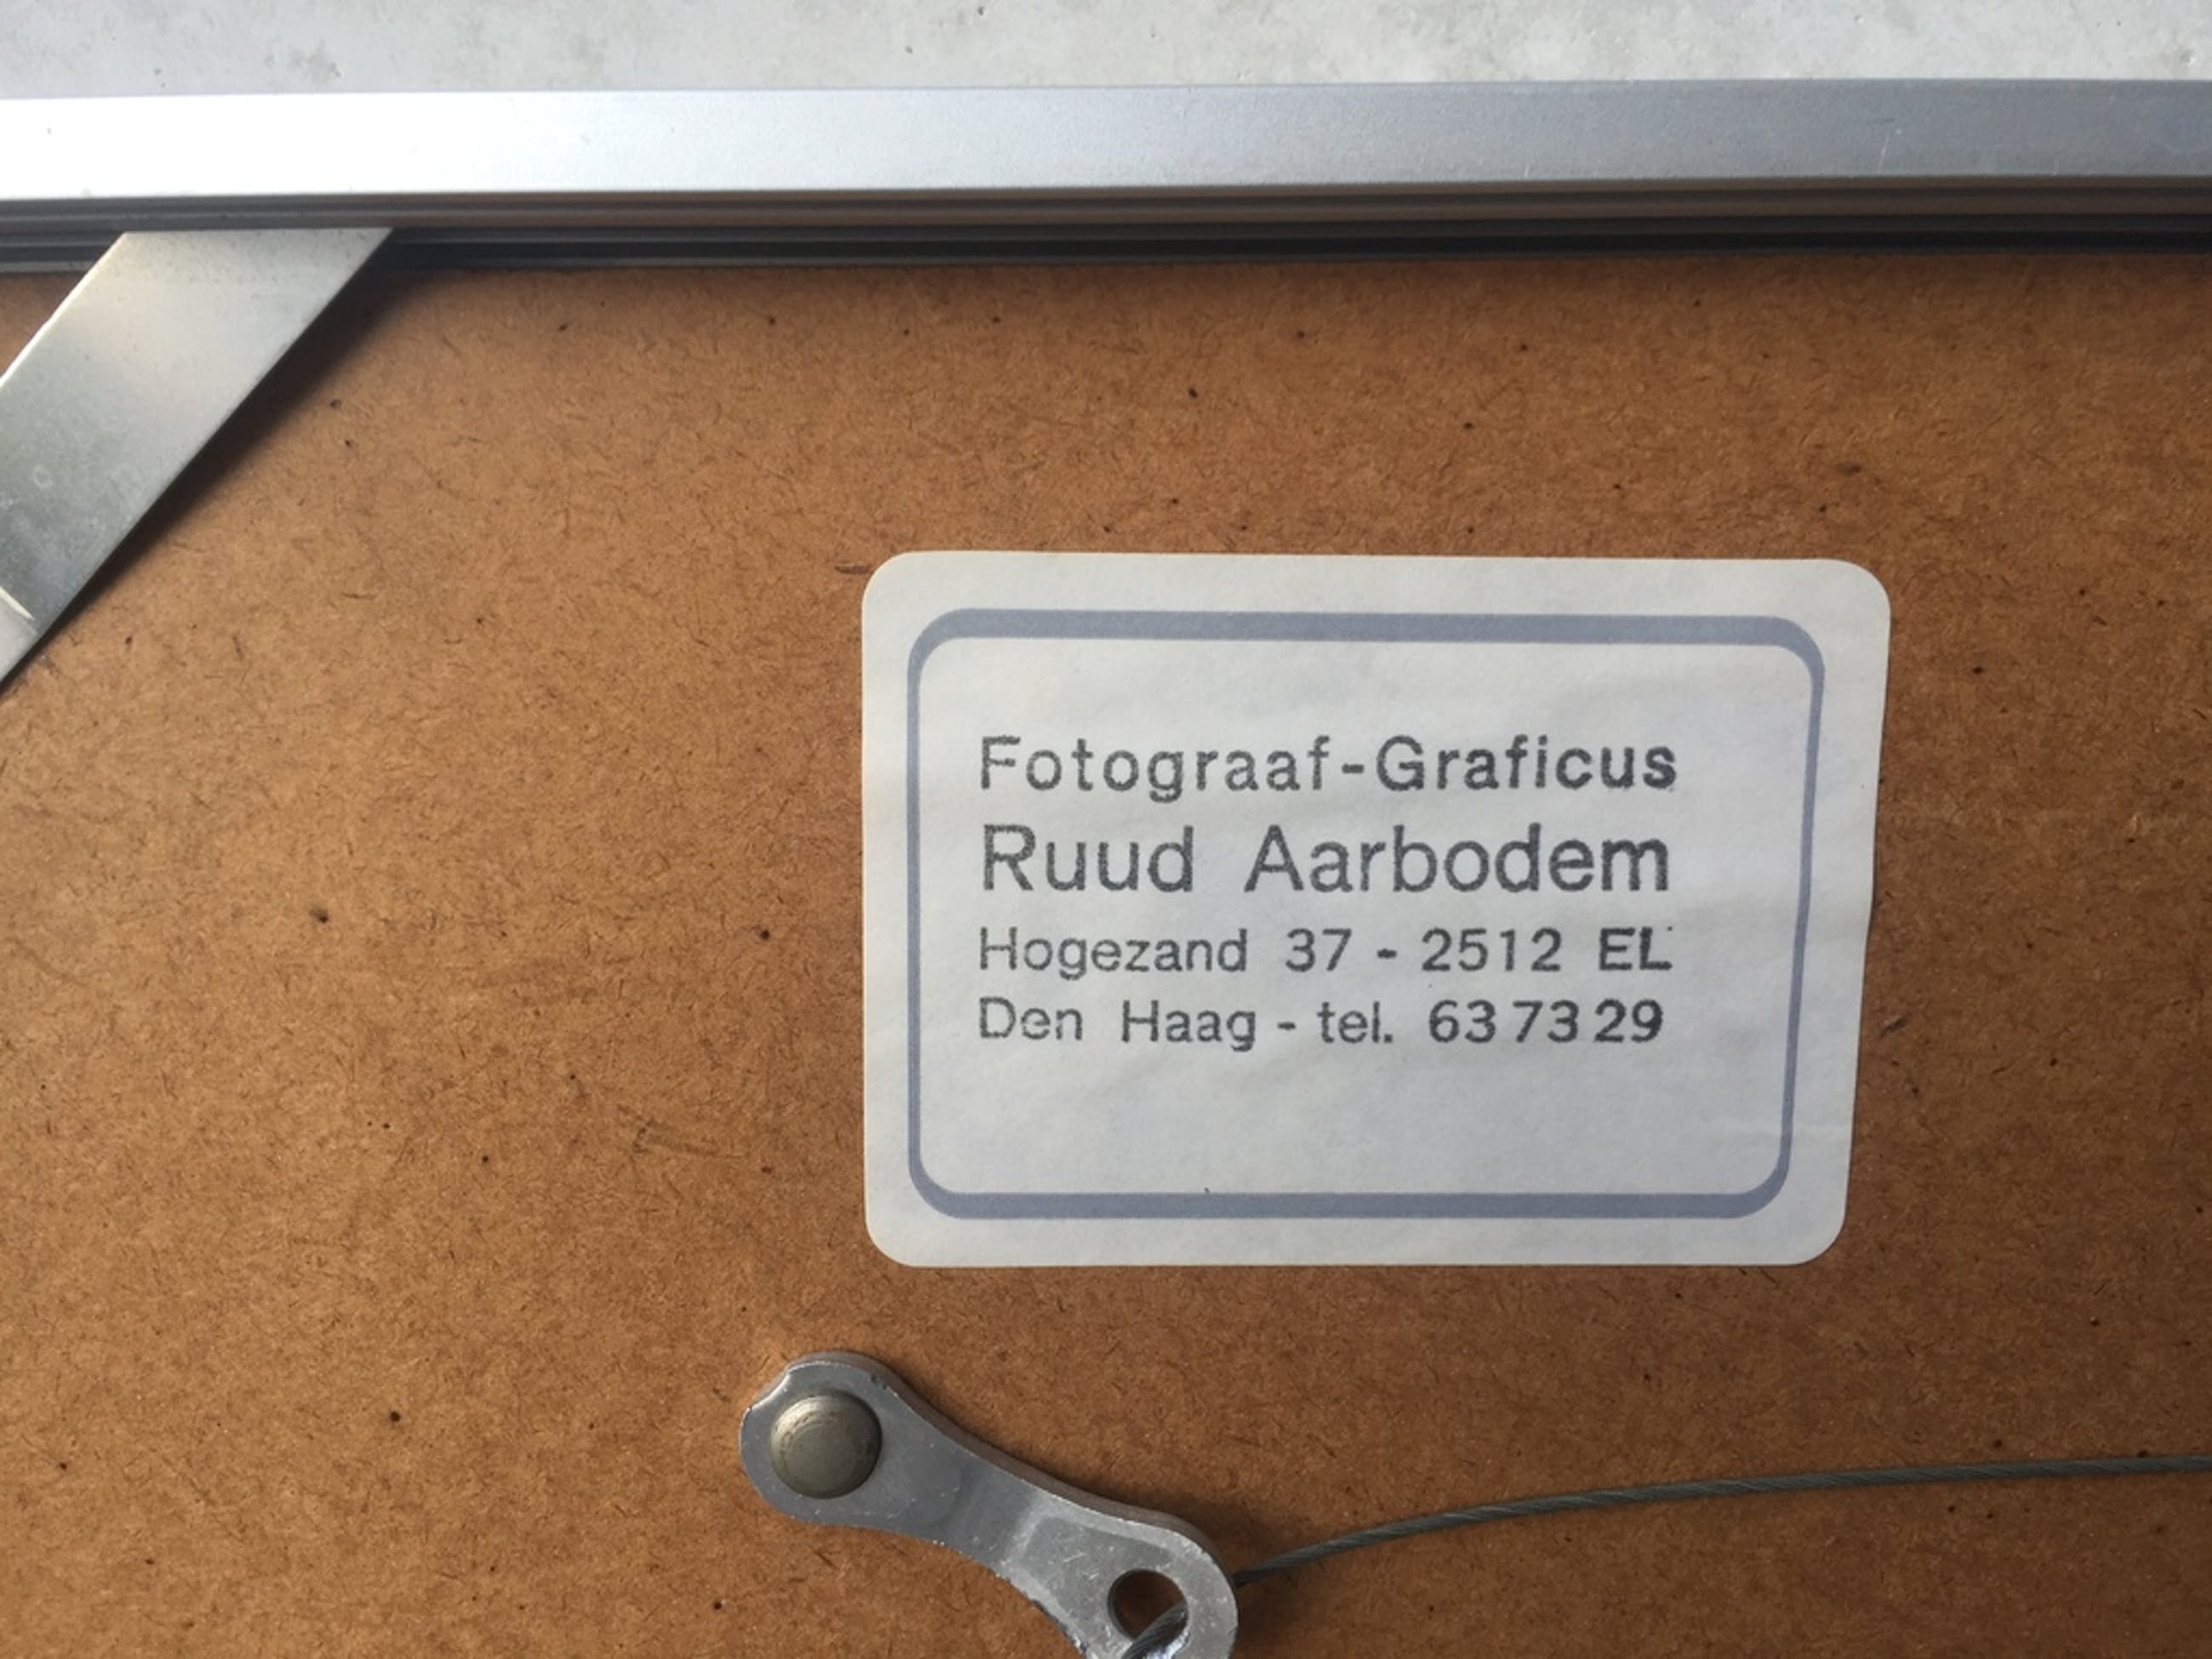 Fotograaf-Graficus
Ruud Aarbodem
Hogezand 37 - 2512 EL
Den Haag - tel. 637329